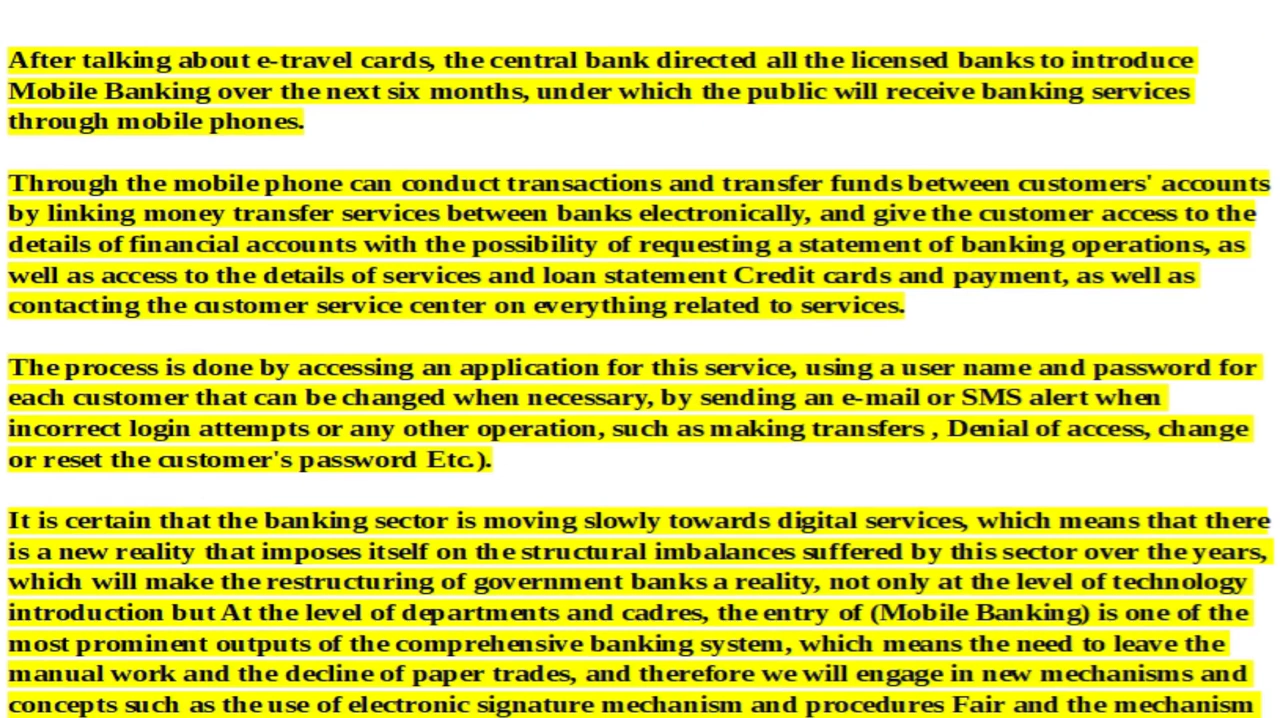 After talking about e-travel cards, the central bank directed all the licensed banks to introduce
Mobile Banking over the next six months, under which the public will receive banking services
through mobile phones.
Through the mobile phone can conduct transactions and transfer funds between customers' accounts
by linking money transfer services between banks electronically, and give the customer access to the
details of financial accounts with the possibility of requesting a statement of banking operations, as
well as access to the details of services and loan statement Credit cards and payment, as well as
contacting the customer service center on everything related to services.
The process is done by accessing an application for this service, using a user name and password for
each customer that can be changed when necessary, by sending an e-mail or SMS alert when
incorrect login attempts or any other operation, such as making transfers , Denial of access, change
or reset the customer's password Etc.).
It is certain that the banking sector is moving slowly towards digital services, which means that there
is a new reality that imposes itself on the structural imbalances suffered by this sector over the years,
which will make the restructuring of government banks a reality, not only at the level of technology
introduction but At the level of departments and cadres, the entry of (Mobile Banking) is one of the
most prominent outputs of the comprehensive banking system, which means the need to leave the
manual work and the decline of paper trades, and therefore we will engage in new mechanisms and
concepts such as the use of electronic signature mechanism and procedures Fair and the mechanism